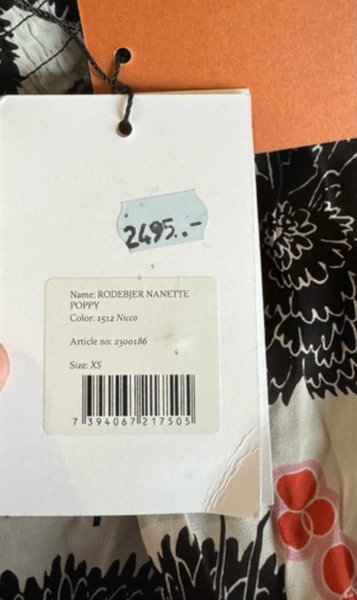 2495.-
Name: RODEBJER NANETTE
POPPY
Color: 1512 Nicco
Article no: 2300186
Size: XS
7 394067 217505